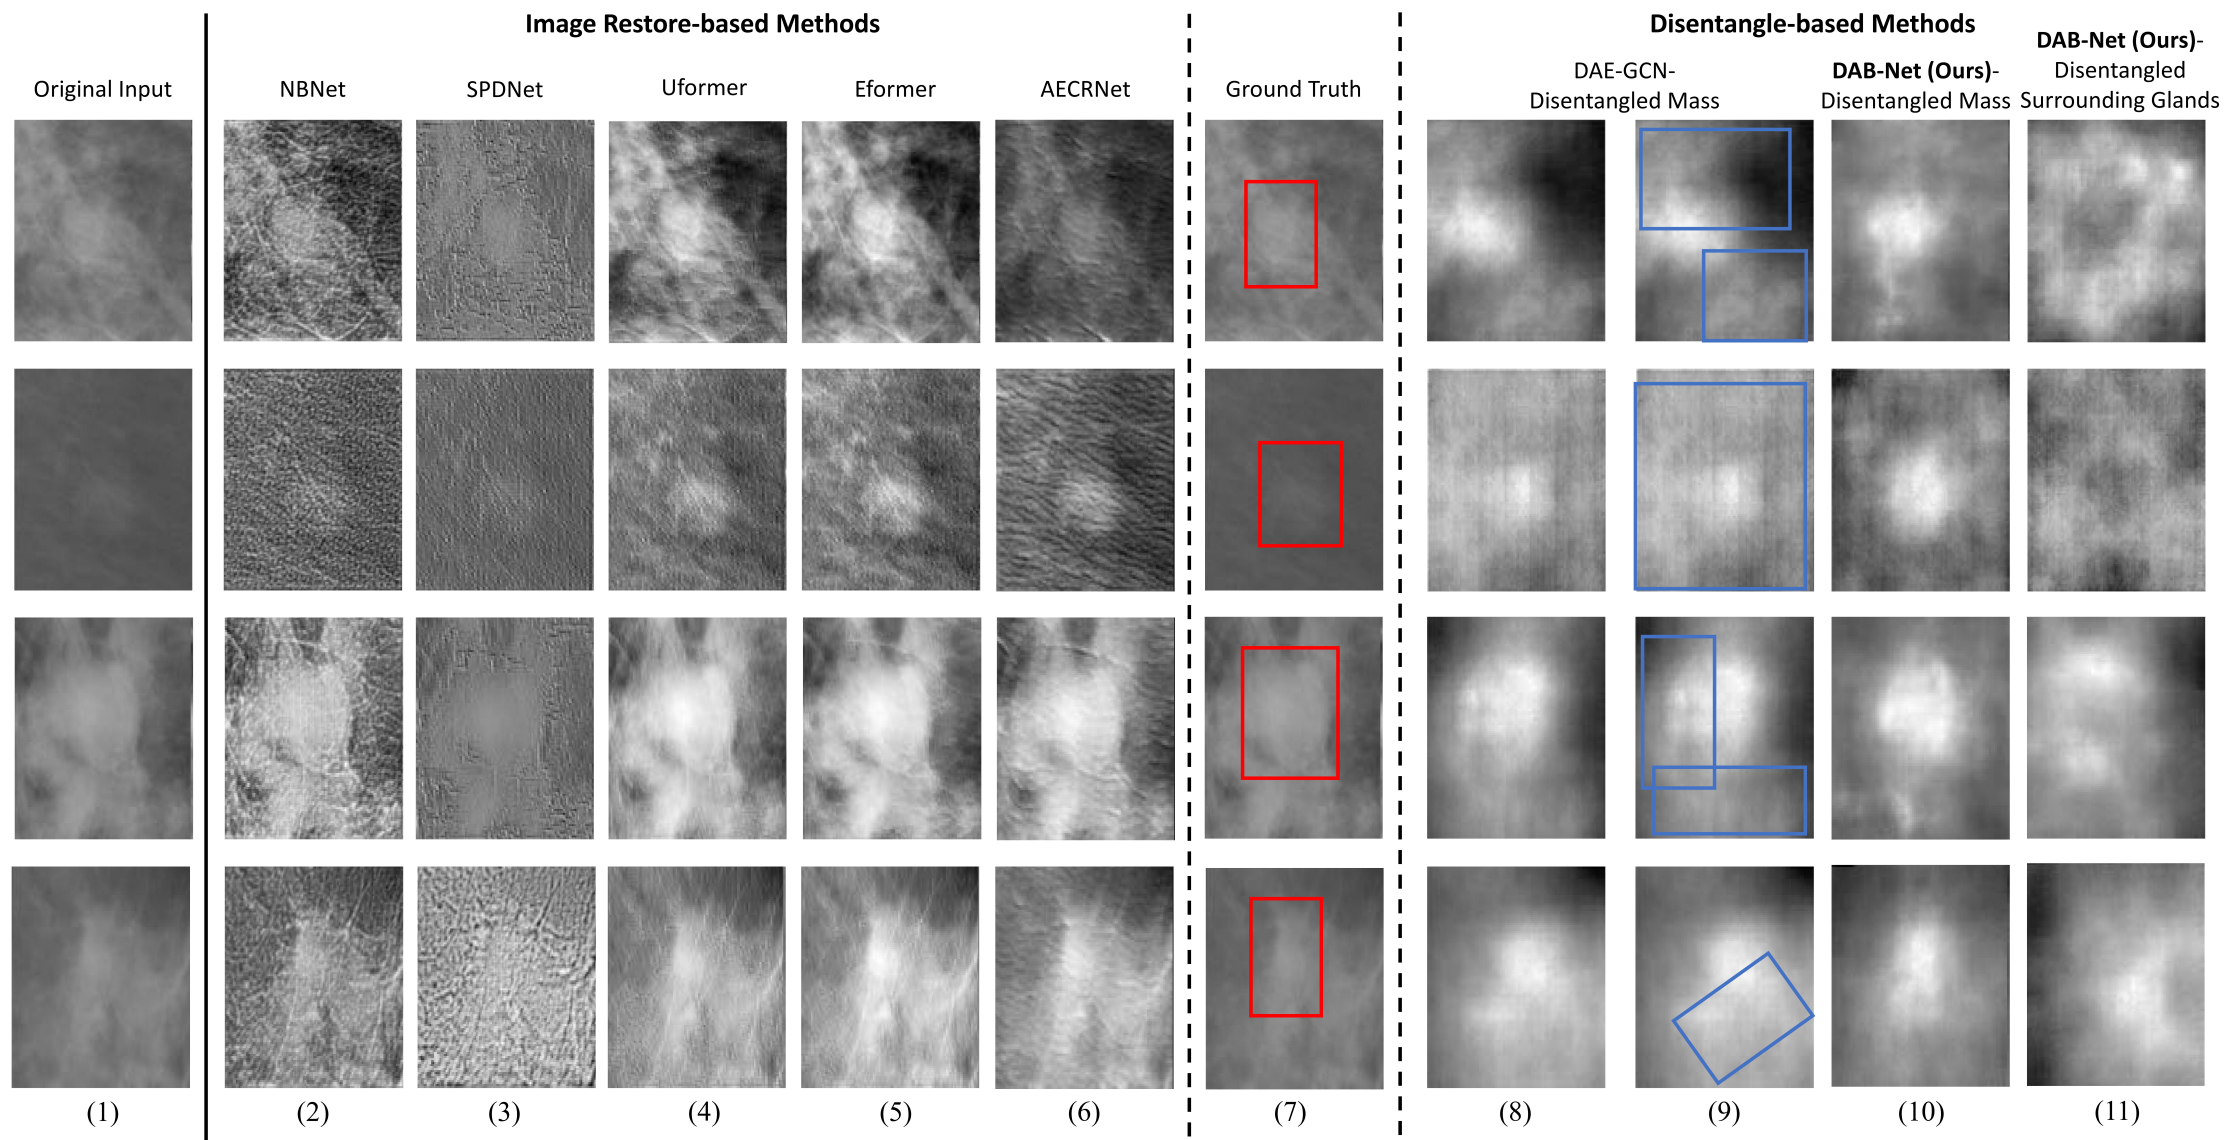 Image Restore-based Methods
Disentangle-based Methods
Original Input
NBNet
SPDNet
Uformer
Eformer
AECRNet
Ground Truth
DAE-GCN-
Disentangled Mass
DAB-Net (Ours)-
Disentangled Mass
DAB-Net (Ours)-
Disentangled
Surrounding Glands
(1)
(2)
(3)
(4)
(5)
(6)
(7)
(8)
(9)
(10)
(11)